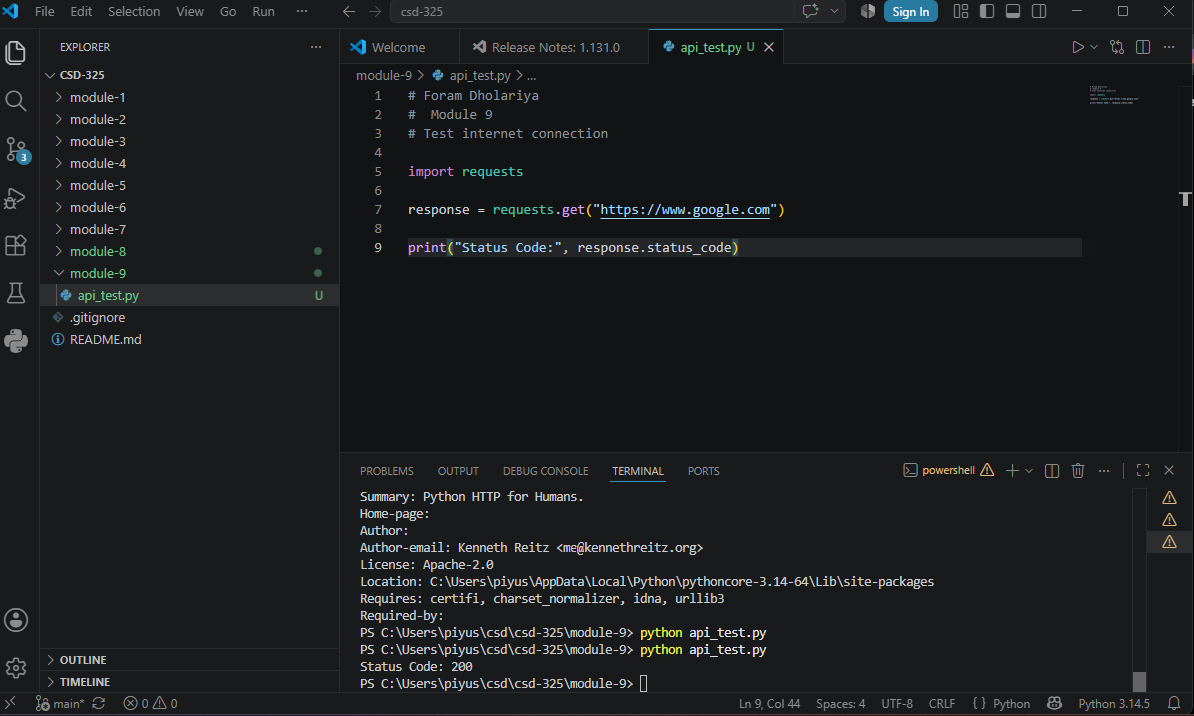 File Edit Selection View Go Run ··· csd-325 Sign In
EXPLORER ···
CSD-325
module-1
module-2
module-3
module-4
module-5
module-6
module-7
module-8
module-9
api_test.py U
.gitignore
README.md
OUTLINE
TIMELINE
3
Welcome Release Notes: 1.131.0 api_test.py U
module-9 > api_test.py > ...
1 # Foram Dholariya
2 #  Module 9
3 # Test internet connection
4
5 import requests
6
7 response = requests.get("https://www.google.com")
8
9 print("Status Code:", response.status_code)
PROBLEMS OUTPUT DEBUG CONSOLE TERMINAL PORTS powershell
Summary: Python HTTP for Humans.
Home-page:
Author:
Author-email: Kenneth Reitz <me@kennethreitz.org>
License: Apache-2.0
Location: C:\Users\piyus\AppData\Local\Python\pythoncore-3.14-64\Lib\site-packages
Requires: certifi, charset_normalizer, idna, urllib3
Required-by:
PS C:\Users\piyus\csd\csd-325\module-9> python api_test.py
PS C:\Users\piyus\csd\csd-325\module-9> python api_test.py
Status Code: 200
PS C:\Users\piyus\csd\csd-325\module-9>
main* 0 0 Ln 9, Col 44 Spaces: 4 UTF-8 CRLF { } Python Python 3.14.5